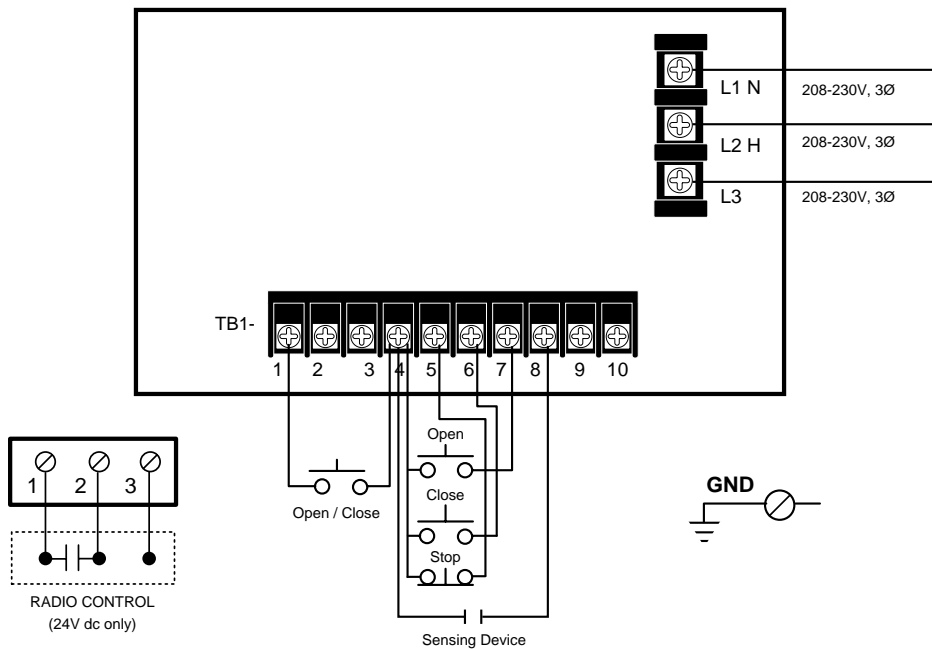 L1 N
208-230V, 3Ø
L2 H
208-230V, 3Ø
L3
208-230V, 3Ø
TB1-
1 2 3 4 5 6 7 8 9 10
1 2 3
Open / Close
Open
Close
Stop
Sensing Device
GND
RADIO CONTROL
(24V dc only)